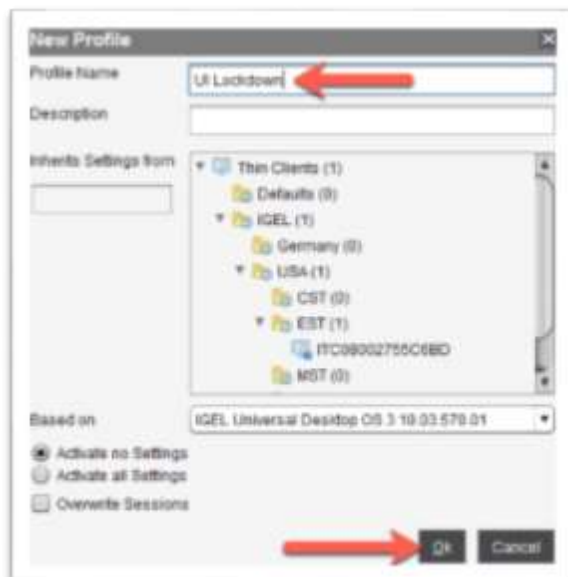 New Profile
Profile Name
UI Lockdown
Description
Inherits Settings from
Thin Clients (1)
Defaults (0)
IGEL (1)
Germany (0)
USA (1)
CST (0)
EST (1)
ITC08002755C6BD
MST (0)
Based on
IGEL Universal Desktop OS 3 10.03.570.01
Activate no Settings
Activate all Settings
Overwrite Sessions
Ok
Cancel